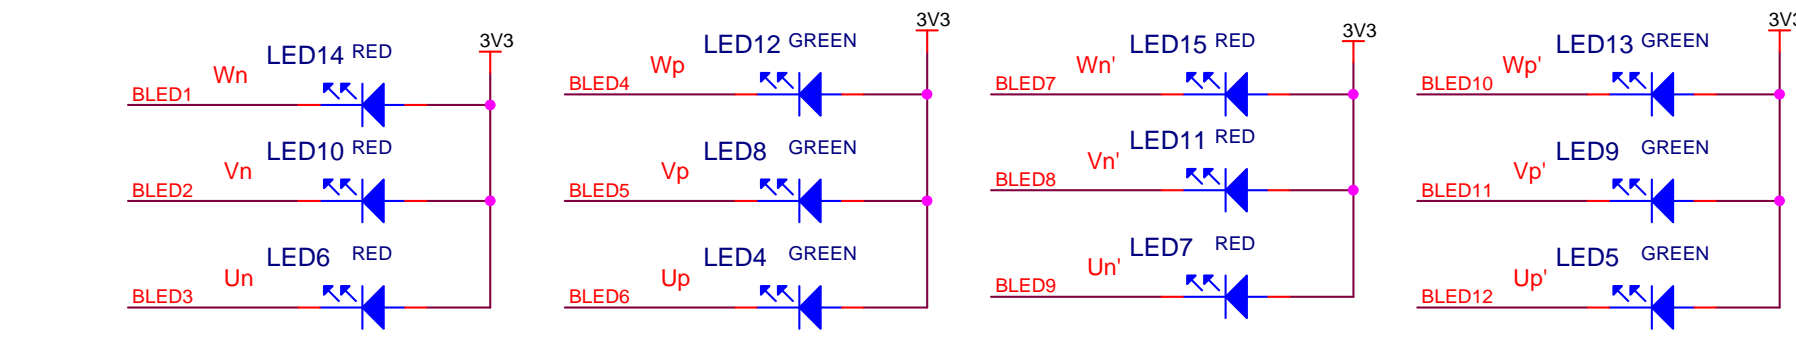 LED14 RED
3V3
Wn
BLED1
LED10 RED
Vn
BLED2
LED6 RED
Un
BLED3
3V3
LED12 GREEN
Wp
BLED4
LED8 GREEN
Vp
BLED5
LED4 GREEN
Up
BLED6
3V3
LED15 RED
Wn'
BLED7
LED11 RED
Vn'
BLED8
LED7 RED
Un'
BLED9
3V3
LED13 GREEN
Wp'
BLED10
LED9 GREEN
Vp'
BLED11
LED5 GREEN
Up'
BLED12